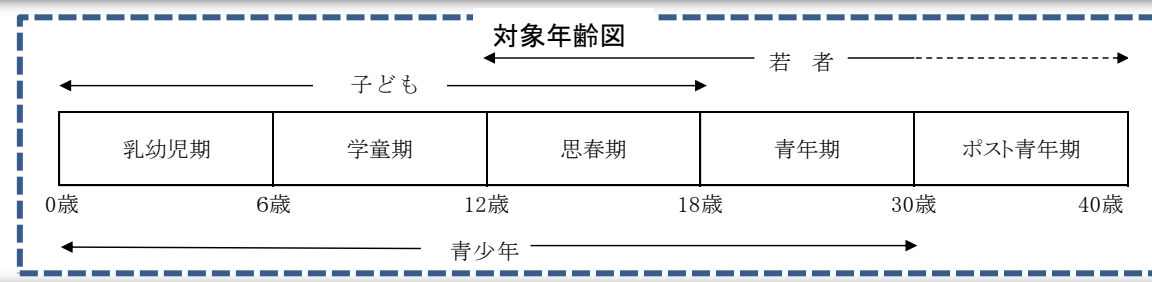 対象年齢図
若　者
子ども
乳幼児期 学童期 思春期 青年期 ポスト青年期
0歳 6歳 12歳 18歳 30歳 40歳
青少年